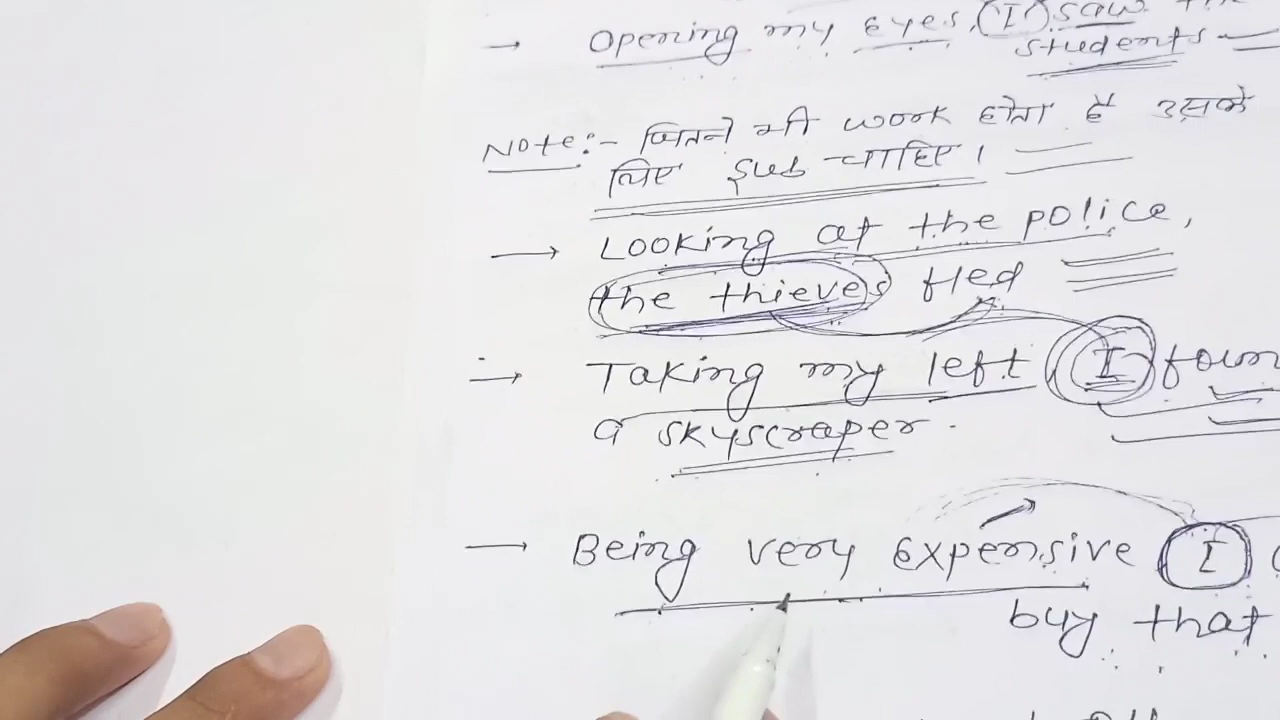 → Opening my eyes, (I) saw
students
Note:- जितने भी work होता है उसके
लिए sub चाहिए।
→ Looking at the police,
the thieves fled
→ Taking my left I foun
a skyscraper.
→ Being very expensive I
buy that